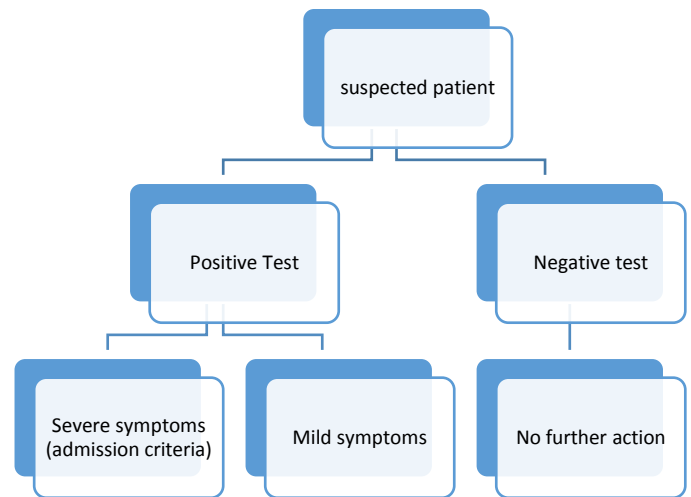 suspected patient
Positive Test
Negative test
Severe symptoms
(admission criteria)
Mild symptoms
No further action